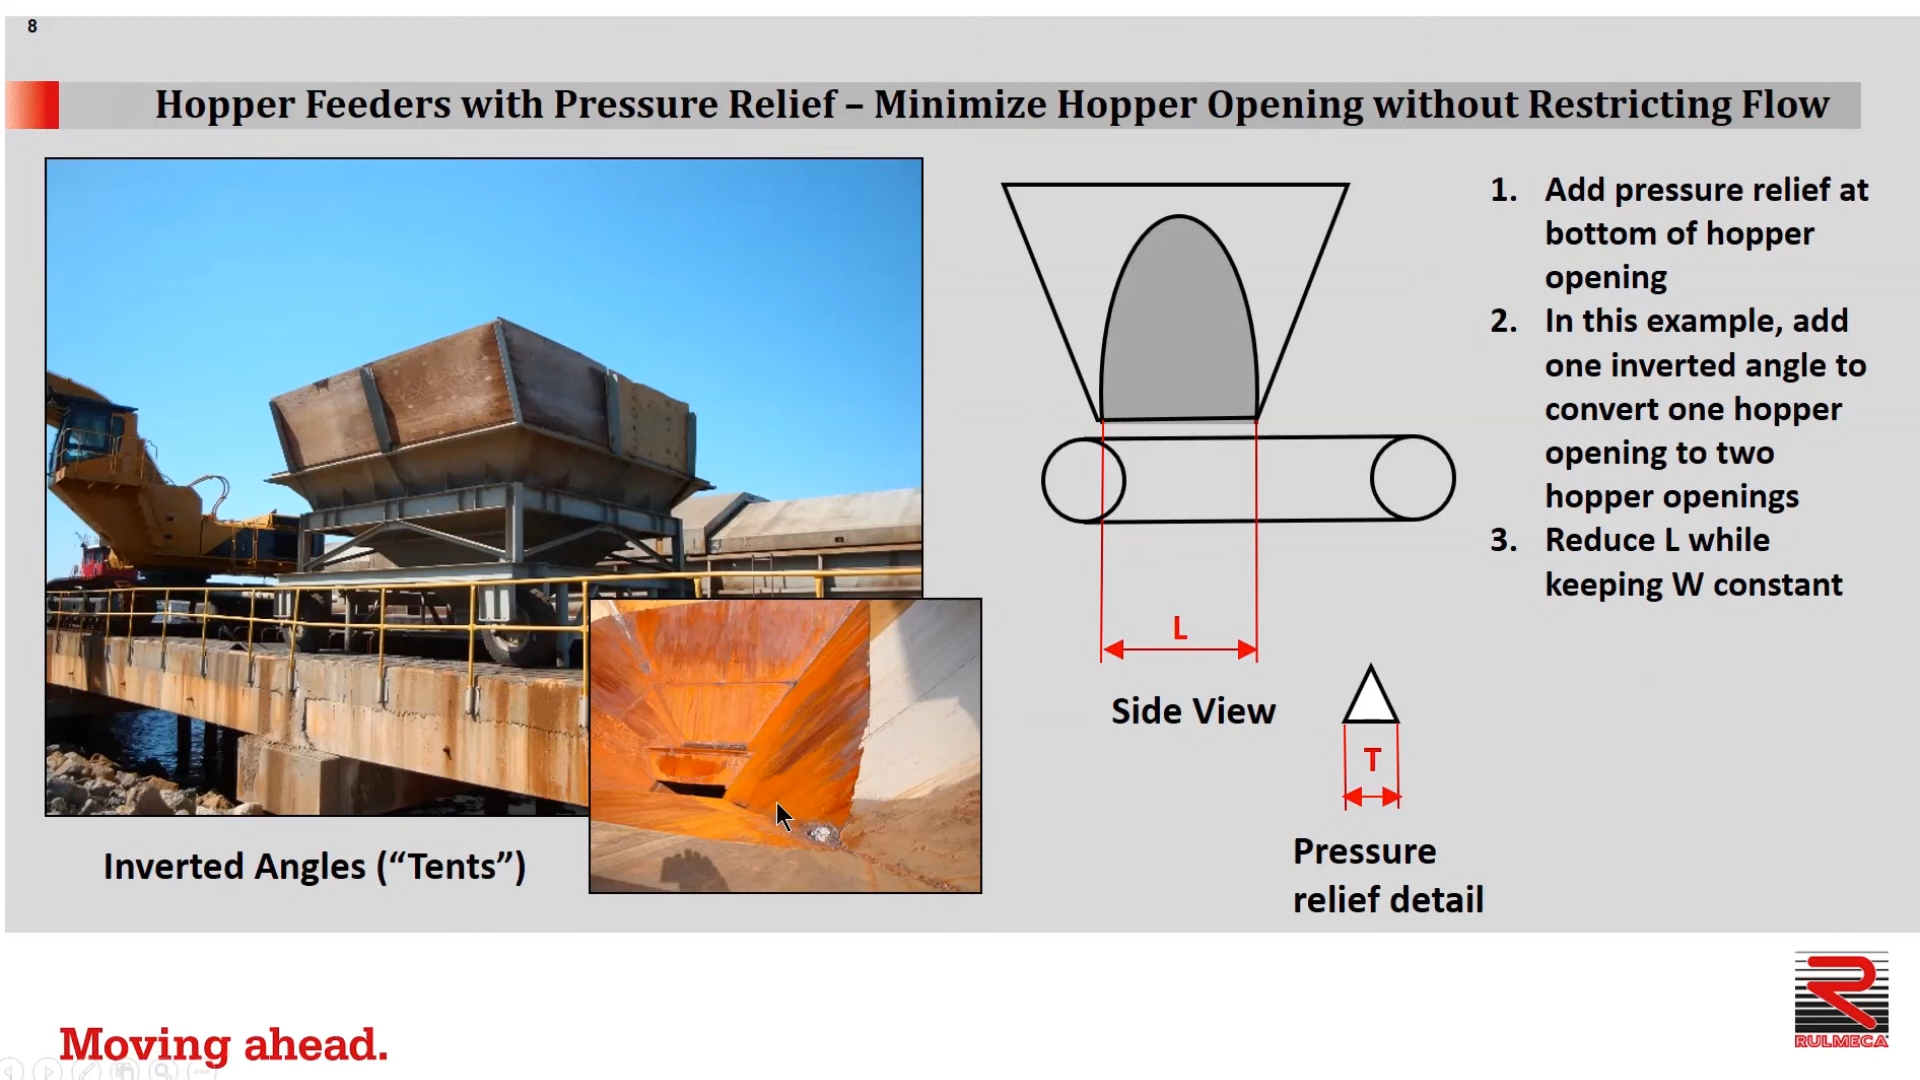 8
Hopper Feeders with Pressure Relief – Minimize Hopper Opening without Restricting Flow
1. Add pressure relief at
bottom of hopper
opening
2. In this example, add
one inverted angle to
convert one hopper
opening to two
hopper openings
3. Reduce L while
keeping W constant
L
Side View
T
Pressure
relief detail
Inverted Angles (“Tents”)
RULMECA
Moving ahead.